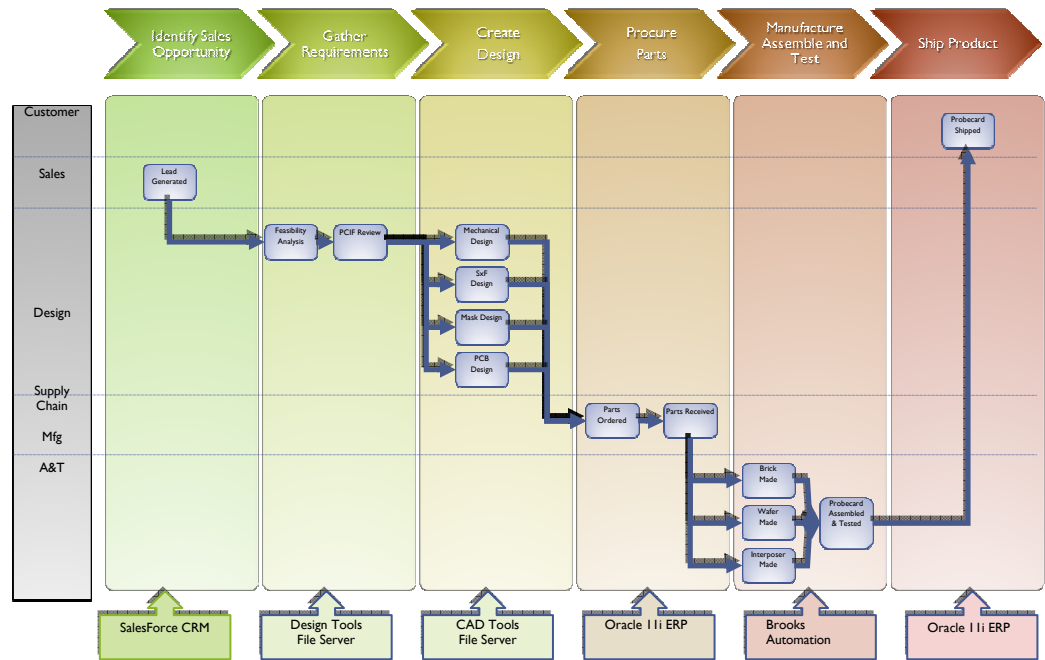 Identify Sales
Opportunity
Gather
Requirements
Create
Design
Procure
Parts
Manufacture
Assemble and
Test
Ship Product
Customer
Sales
Design
Supply
Chain
Mfg
A&T
Lead
Generated
Feasibility
Analysis
PCIF Review
Mechanical
Design
SxF
Design
Mask Design
PCB
Design
Parts
Ordered
Parts Received
Brick
Made
Wafer
Made
Interposer
Made
Probecard
Assembled
& Tested
Probecard
Shipped
SalesForce CRM
Design Tools
File Server
CAD Tools
File Server
Oracle 11i ERP
Brooks
Automation
Oracle 11i ERP